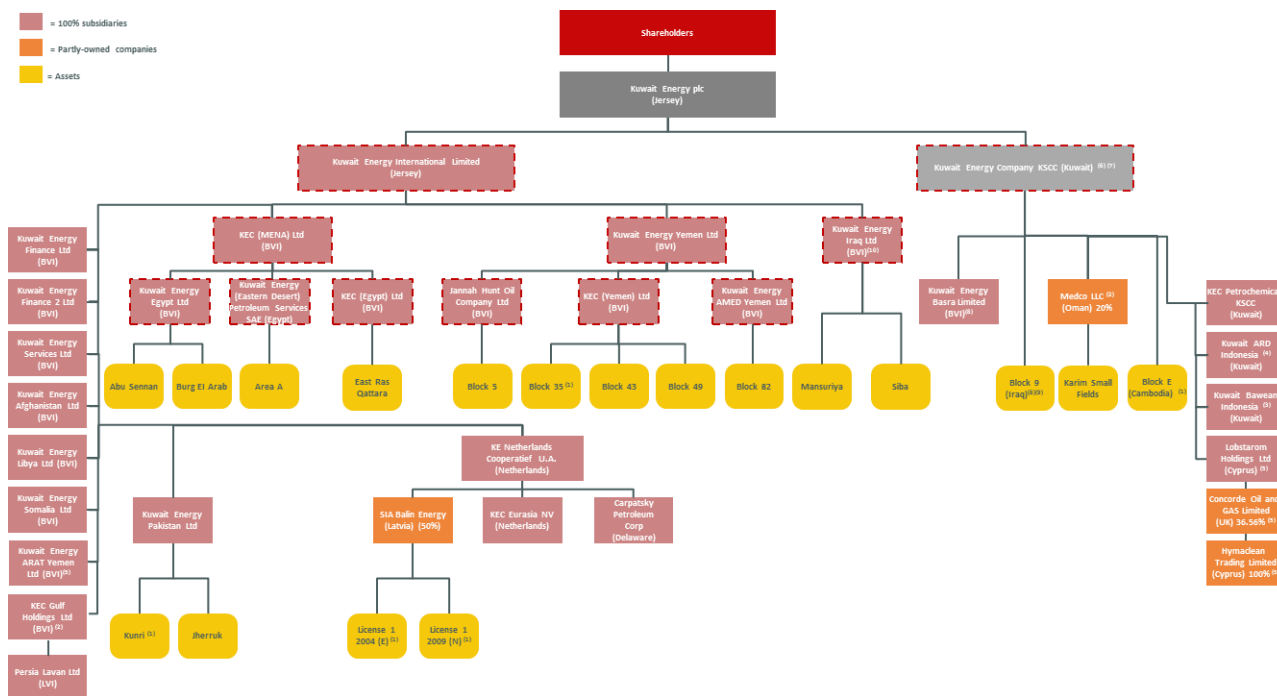 = 100% subsidiaries
= Partly-owned companies
= Assets
Shareholders
Kuwait Energy plc
(Jersey)
Kuwait Energy International Limited
(Jersey)
Kuwait Energy Company KSCC (Kuwait) (6) (7)
KEC (MENA) Ltd
(BVI)
Kuwait Energy Yemen Ltd
(BVI)
Kuwait Energy
Iraq Ltd
(BVI)(10)
Kuwait Energy
Finance Ltd
(BVI)
Kuwait Energy
Finance 2 Ltd
(BVI)
Kuwait Energy
Services Ltd
(BVI)
Kuwait Energy
Afghanistan Ltd
(BVI)
Kuwait Energy
Libya Ltd (BVI)
Kuwait Energy
Somalia Ltd
(BVI)
Kuwait Energy
ARAT Yemen
Ltd (BVI)
KEC Gulf
Holdings Ltd
(BVI) (2)
Persia Lavan Ltd
(LVI)
Kuwait Energy
Egypt Ltd
(BVI)
Kuwait Energy
(Eastern Desert)
Petroleum Services
SAE (Egypt)
KEC (Egypt) Ltd
(BVI)
Jannah Hunt Oil
Company Ltd
(BVI)
KEC (Yemen) Ltd
(BVI)
Kuwait Energy
AMED Yemen Ltd
(BVI)
Abu Sennan
Burg El Arab
Area A
East Ras
Qattara
Block 5
Block 35 (1)
Block 43
Block 49
Block 82
Mansuriya
Siba
Kuwait Energy
Basra Limited
(BVI)(8)
Medco LLC (2)
(Oman) 20%
Block 9
(Iraq)
Karim Small
Fields
Block E
(Cambodia) (1)
KEC Petrochemical
KSCC
(Kuwait)
Kuwait ARD
Indonesia (4)
(Kuwait)
Kuwait Bawean
Indonesia
(Kuwait)
Lobstarom
Holdings Ltd
(Cyprus)
Concorde Oil and
GAS Limited
(UK) 36.56%
Hymaclean
Trading Limited
(Cyprus) 100%
KE Netherlands
Cooperatief U.A.
(Netherlands)
Kuwait Energy
Pakistan Ltd
SIA Balin Energy
(Latvia) (50%)
KEC Eurasia NV
(Netherlands)
Carpatsky
Petroleum
Corp
(Delaware)
Kunri (1)
Jherruk
License 1
2004 (E) (1)
License 1
2009 (N) (1)